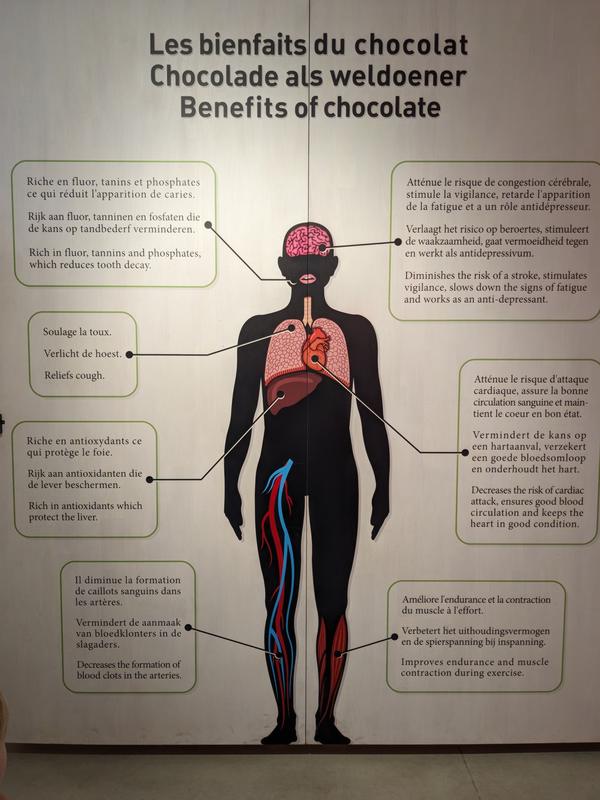 Les bienfaits du chocolat
Chocolade als weldoener
Benefits of chocolate
Riche en fluor, tanins et phosphates
ce qui réduit l'apparition de caries.
Rijk aan fluor, tanninen en fosfaten die
de kans op tandbederf verminderen.
Rich in fluor, tannins and phosphates,
which reduces tooth decay.
Atténue le risque de congestion cérébrale,
stimule la vigilance, retarde l'apparition
de la fatigue et a un rôle antidépresseur.
Verlaagt het risico op beroertes, stimuleert
de waakzaamheid, gaat vermoeidheid tegen
en werkt als antidepressivum.
Diminishes the risk of a stroke, stimulates
vigilance, slows down the signs of fatigue
and works as an anti-depressant.
Soulage la toux.
Verlicht de hoest.
Reliefs cough.
Atténue le risque d'attaque
cardiaque, assure la bonne
circulation sanguine et main-
tient le coeur en bon état.
Vermindert de kans op
een hartaanval, verzekert
een goede bloedsomloop
en onderhoudt het hart.
Decreases the risk of cardiac
attack, ensures good blood
circulation and keeps the
heart in good condition.
Riche en antioxydants ce
qui protège le foie.
Rijk aan antioxidanten die
de lever beschermen.
Rich in antioxidants which
protect the liver.
Il diminue la formation
de caillots sanguins dans
les artères.
Vermindert de aanmaak
van bloedklonters in de
slagaders.
Decreases the formation of
blood clots in the arteries.
Améliore l'endurance et la contraction
du muscle à l'effort.
Verbetert het uithoudingsvermogen
en de spierspanning bij inspanning.
Improves endurance and muscle
contraction during exercise.